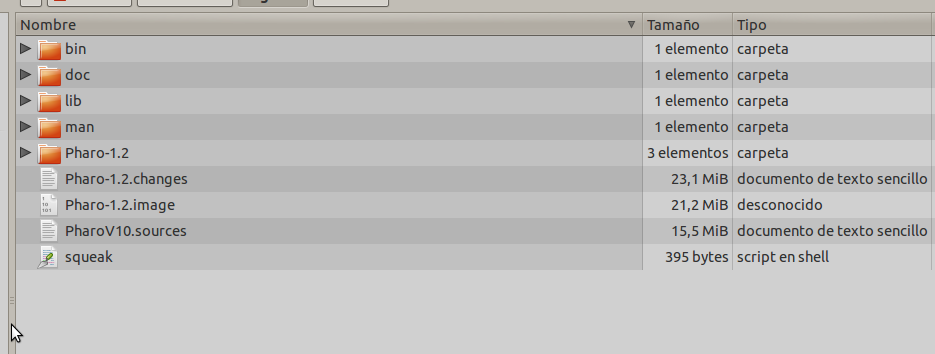 Nombre Tamaño Tipo
bin 1 elemento carpeta
doc 1 elemento carpeta
lib 1 elemento carpeta
man 1 elemento carpeta
Pharo-1.2 3 elementos carpeta
Pharo-1.2.changes 23,1 MiB documento de texto sencillo
Pharo-1.2.image 21,2 MiB desconocido
PharoV10.sources 15,5 MiB documento de texto sencillo
squeak 395 bytes script en shell